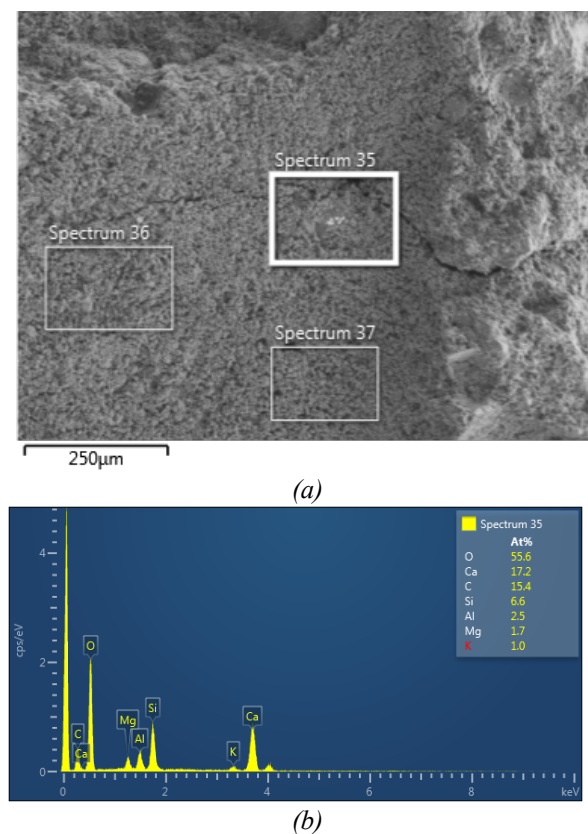 Spectrum 35
Spectrum 36
Spectrum 37
250μm
(a)
Spectrum 35
At%
O 55.6
Ca 17.2
C 15.4
Si 6.6
Al 2.5
Mg 1.7
K 1.0
cps/eV
4
2
0
O
C
Ca
Mg
Al
Si
K
Ca
0 2 4 6 8 keV
(b)